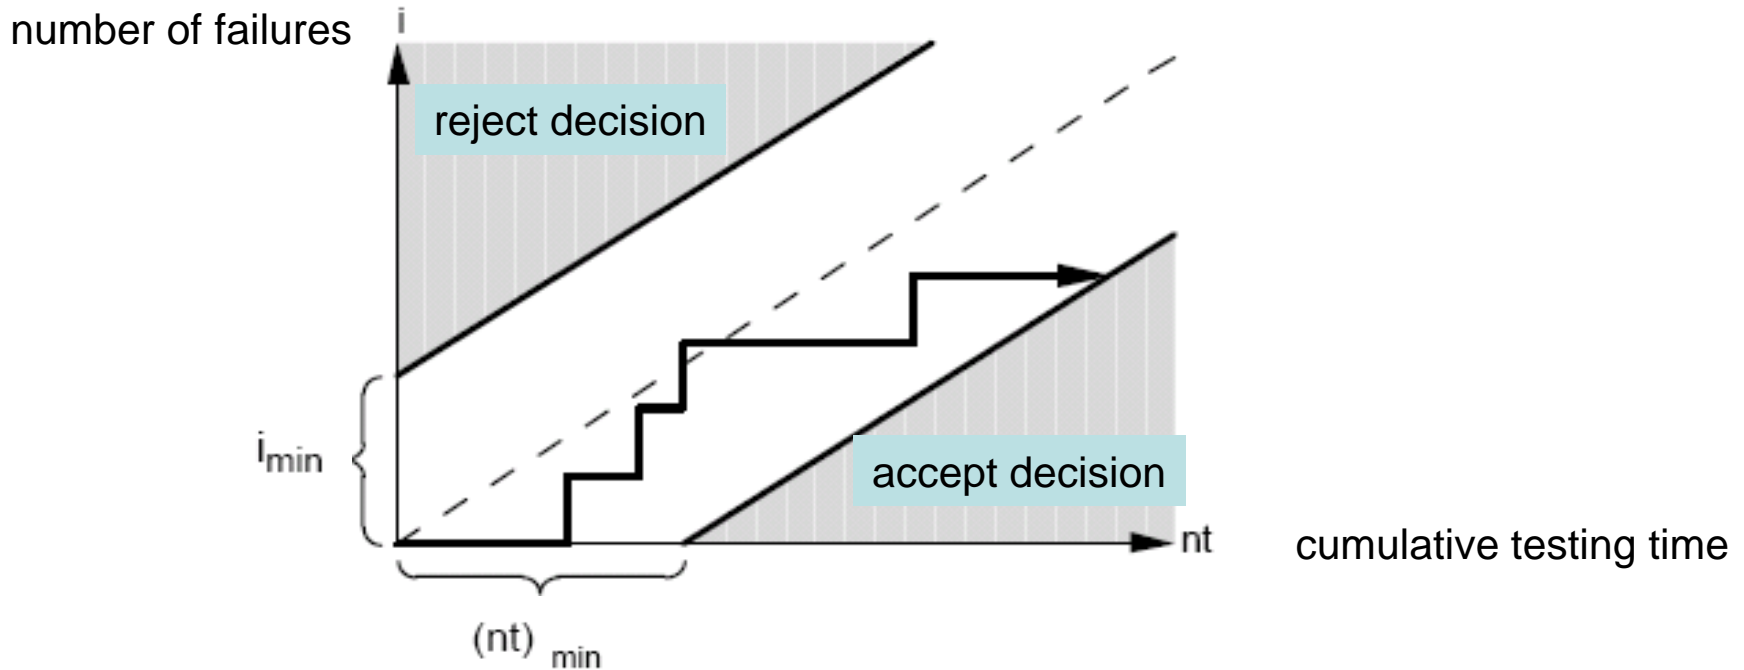 number of failures
i
reject decision
i_min
accept decision
nt
cumulative testing time
(nt) min